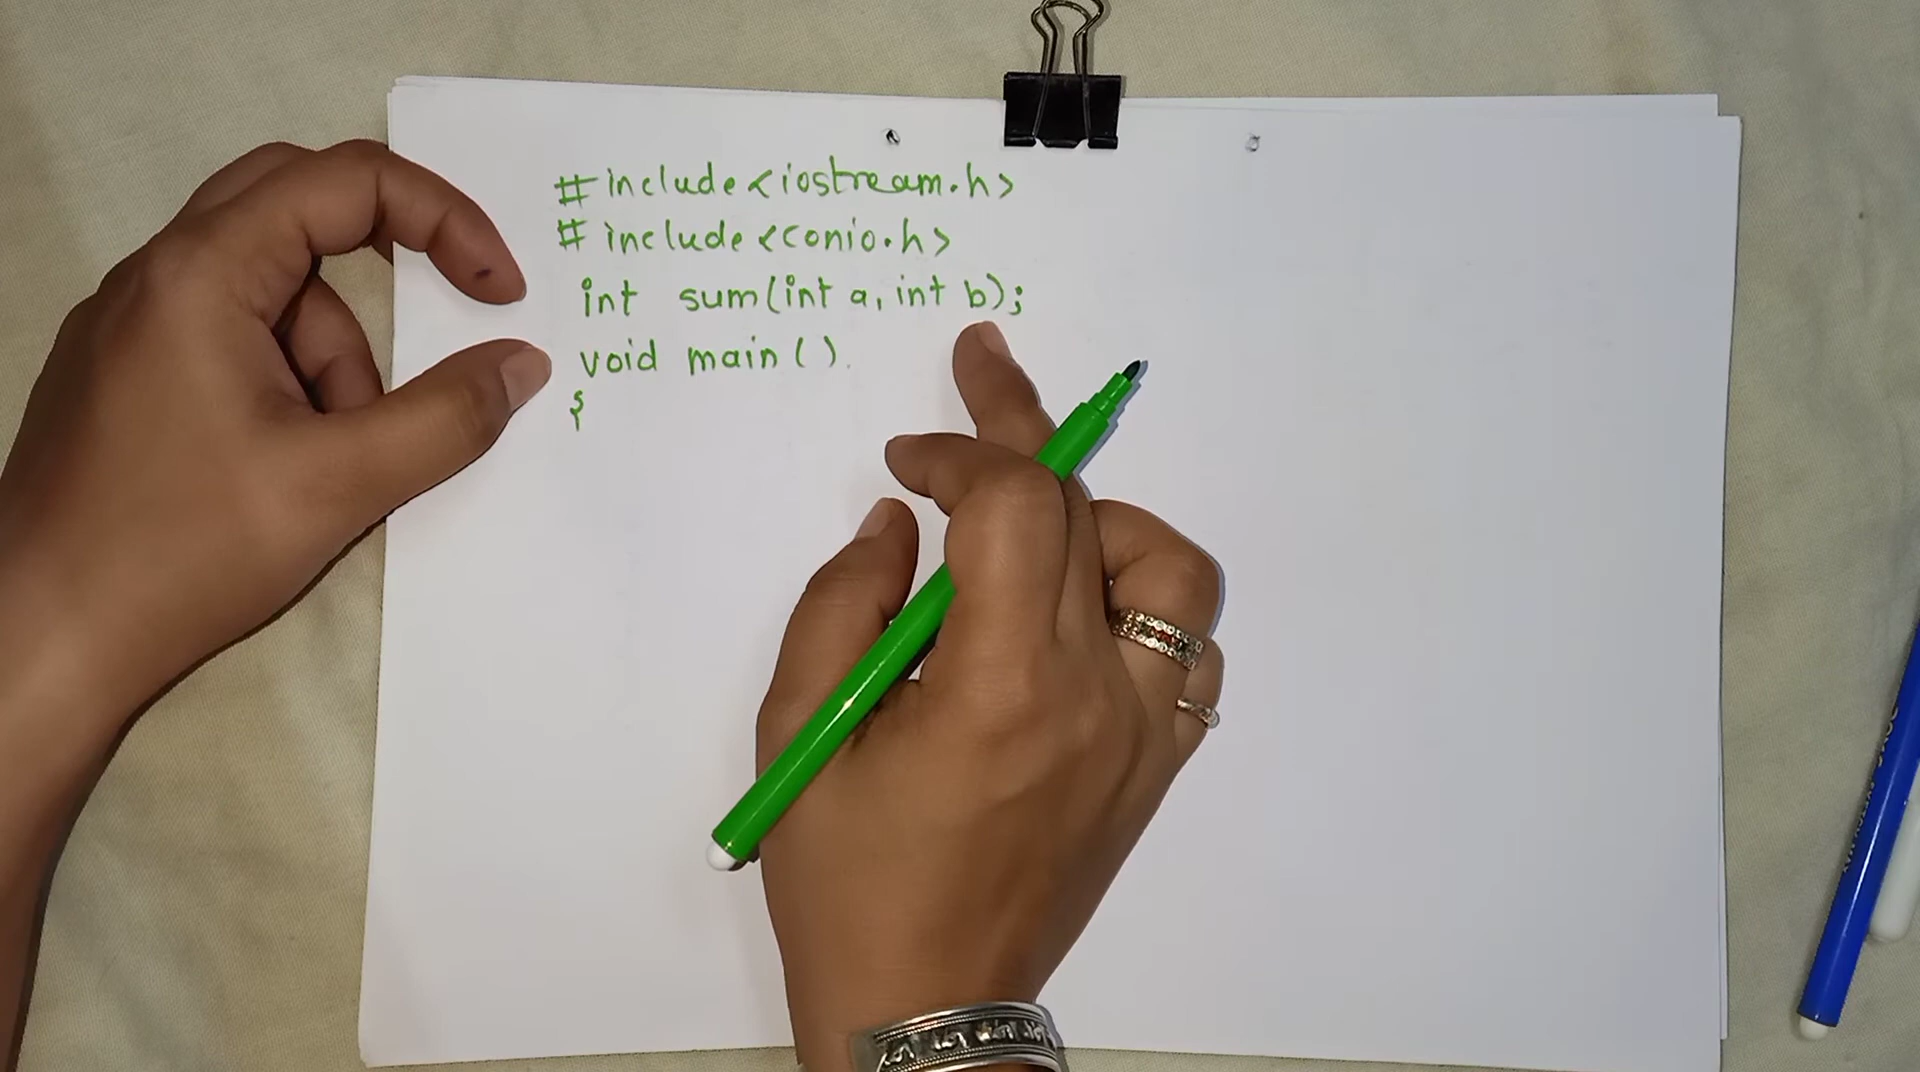 #include<iostream.h>
#include<conio.h>
int sum(int a, int b);
void main().
{